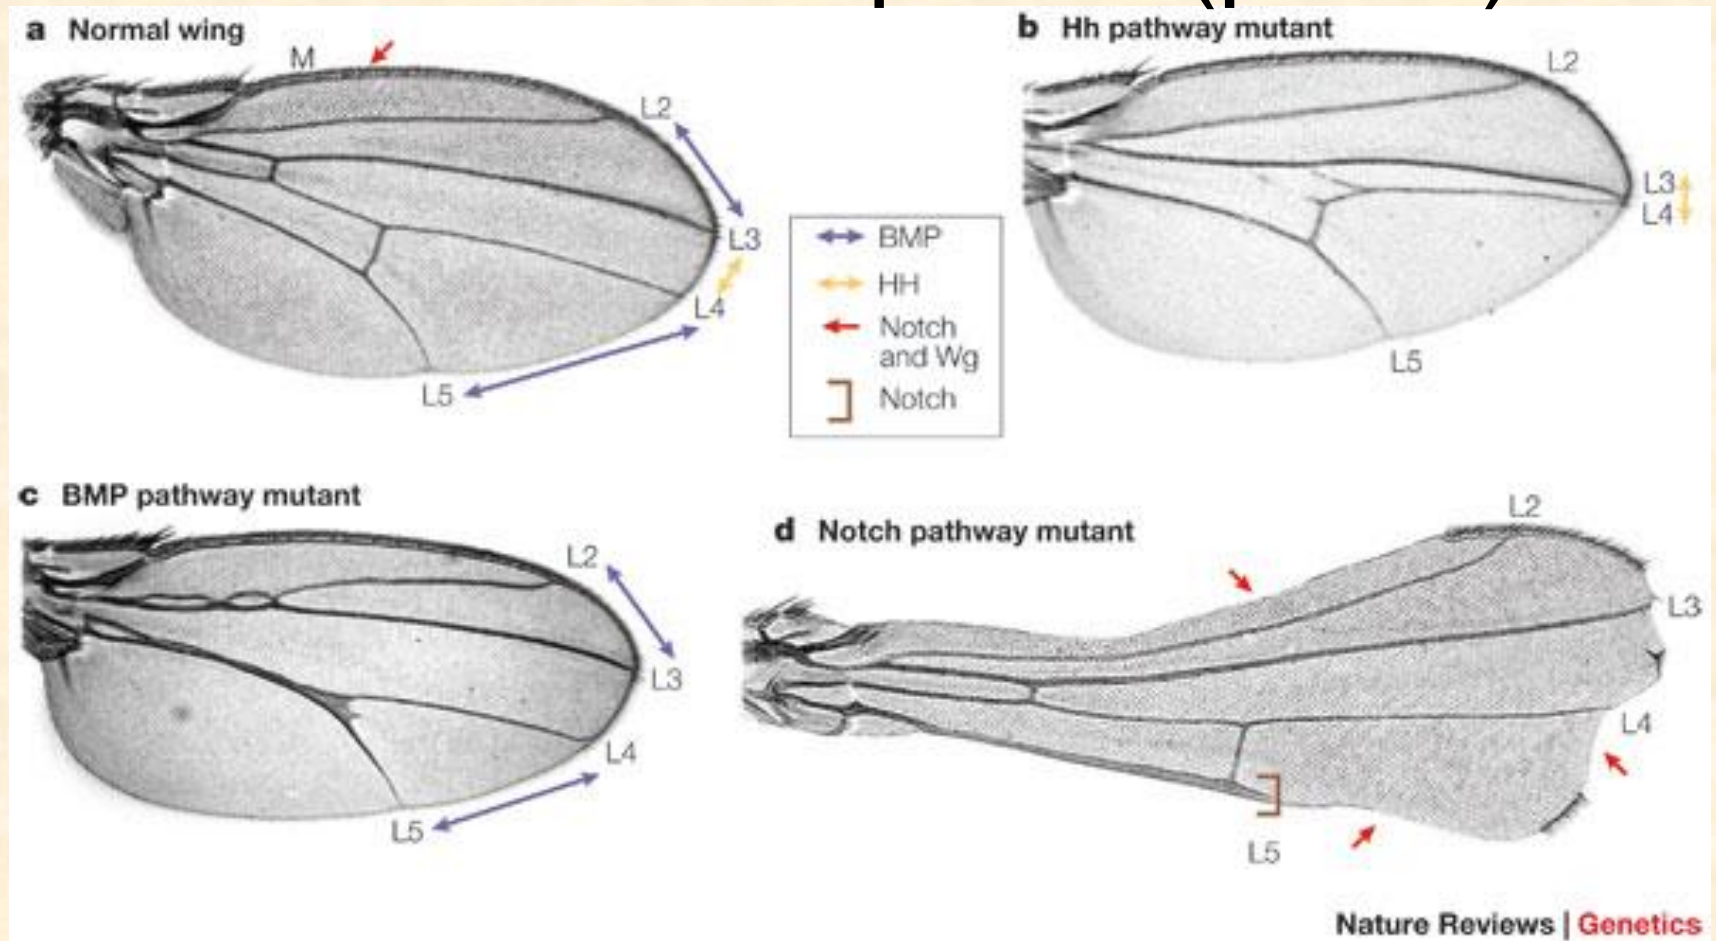 a Normal wing
M
L2
L3
L4
L5
BMP
HH
Notch
and Wg
Notch
b Hh pathway mutant
L2
L3
L4
L5
c BMP pathway mutant
L2
L3
L4
L5
d Notch pathway mutant
L2
L3
L4
L5
Nature Reviews | Genetics